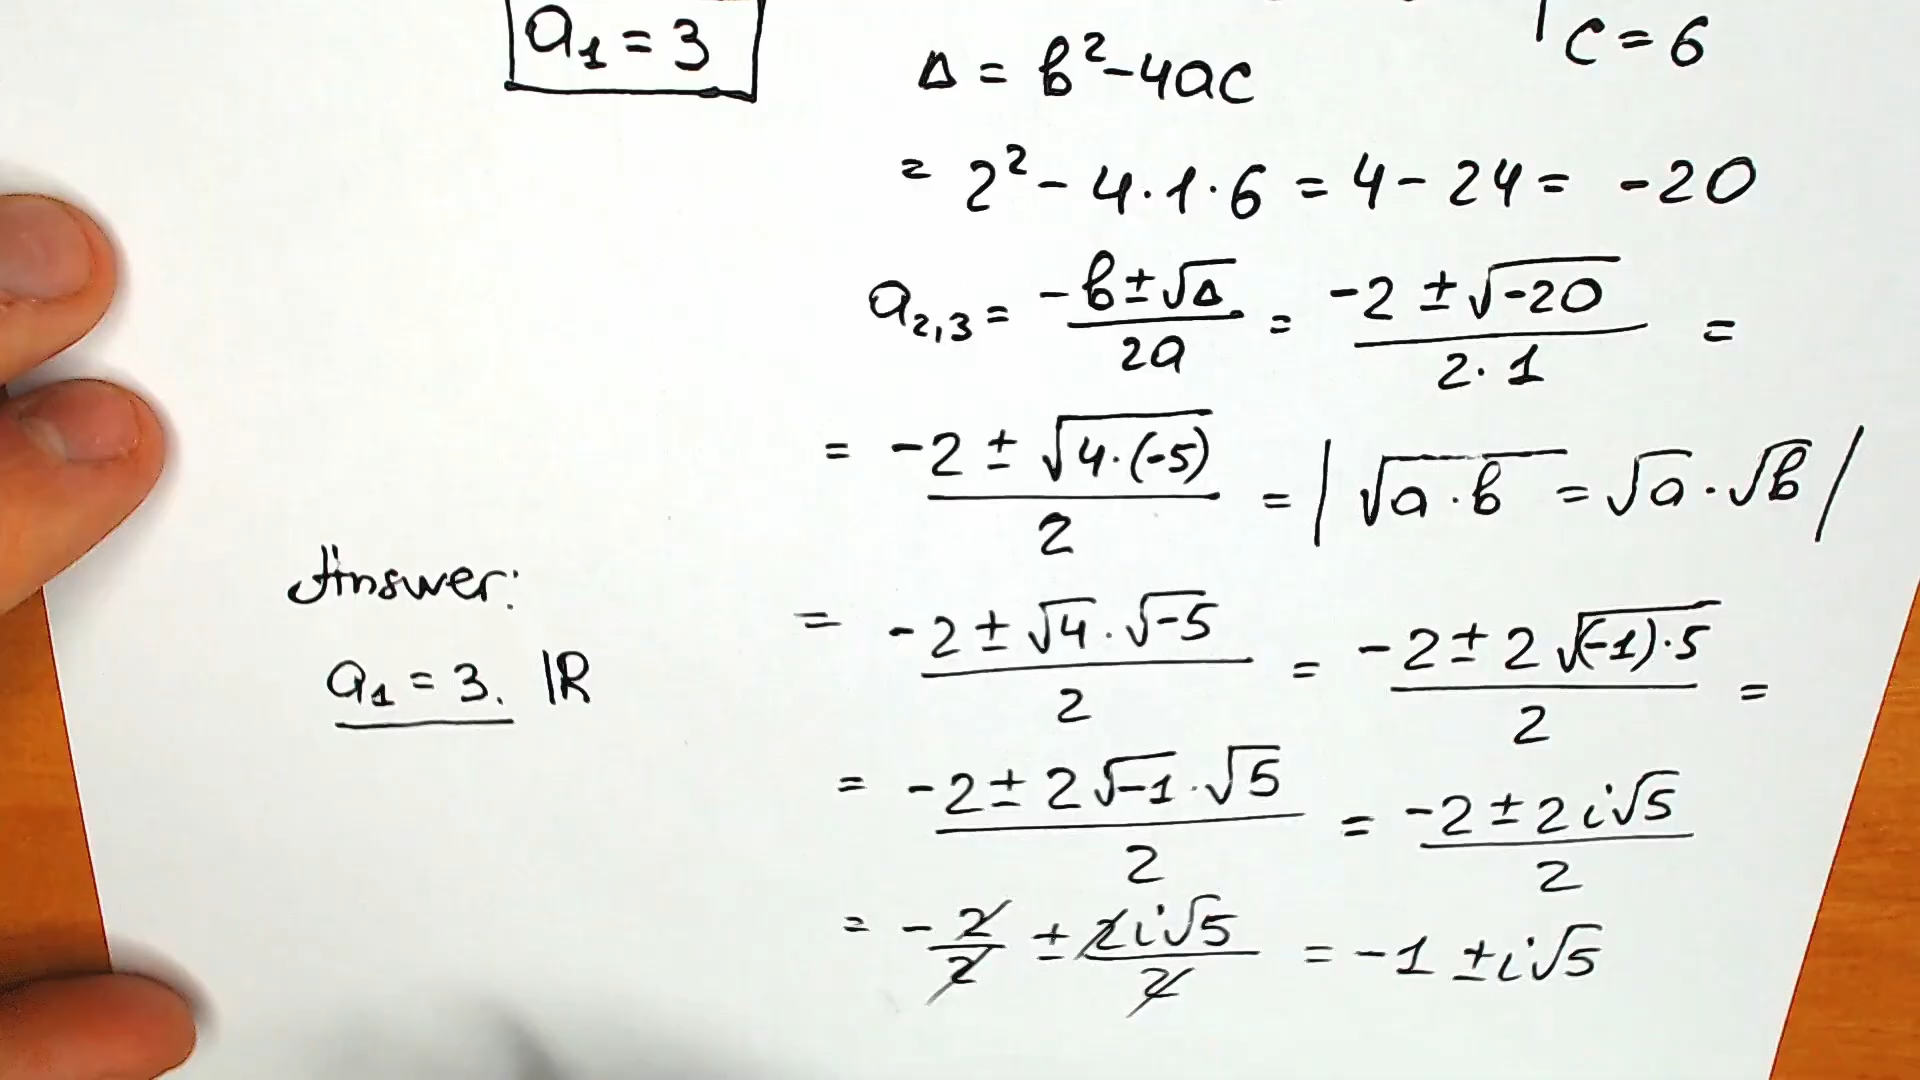 a₁ = 3
c = 6
Δ = b² - 4ac
= 2² - 4·1·6 = 4 - 24 = -20
a₂,₃ = (-b ± √Δ)/(2a) = (-2 ± √-20)/(2·1) =
= (-2 ± √(4·(-5)))/2 = | √(a·b) = √a·√b |
Answer:
a₁ = 3. ℝ
= (-2 ± √4·√-5)/2 = (-2 ± 2√((-1)·5))/2 =
= (-2 ± 2√-1·√5)/2 = (-2 ± 2i√5)/2
= -2/2 ± 2i√5/2 = -1 ± i√5